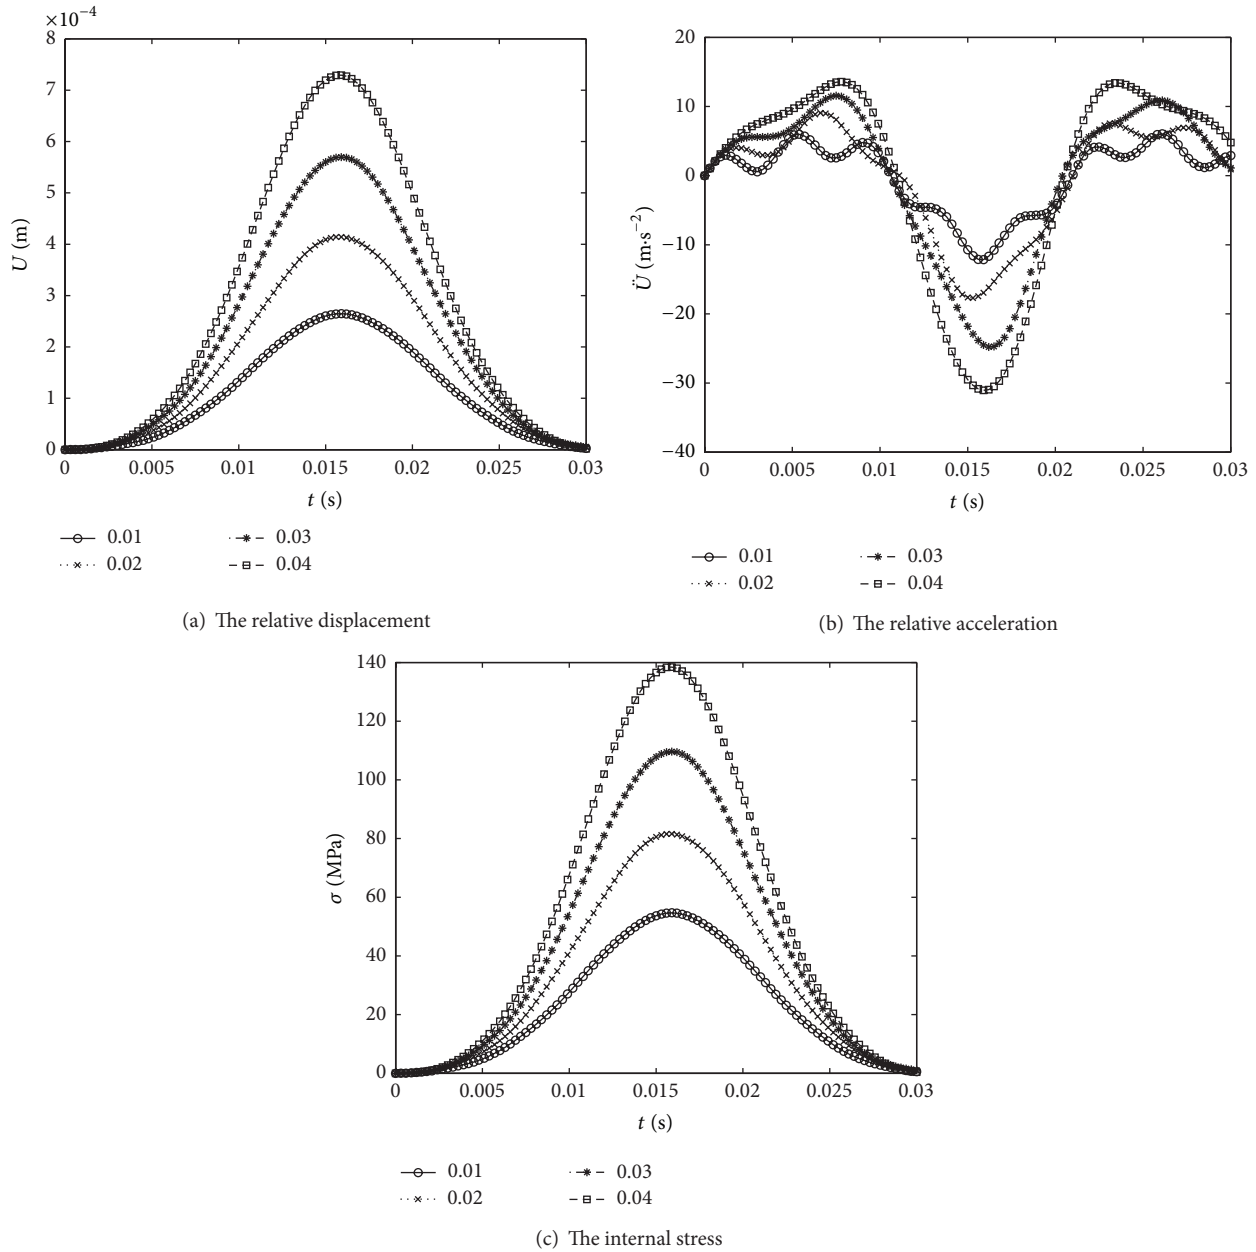 ×10⁻⁴
8
7
6
5
4
3
2
1
0
U (m)
0 0.005 0.01 0.015 0.02 0.025 0.03
t (s)
0.01 0.03
0.02 0.04
(a) The relative displacement
20
10
0
−10
−20
−30
−40
Ü (m·s⁻²)
0 0.005 0.01 0.015 0.02 0.025 0.03
t (s)
0.01 0.03
0.02 0.04
(b) The relative acceleration
140
120
100
80
60
40
20
0
σ (MPa)
0 0.005 0.01 0.015 0.02 0.025 0.03
t (s)
0.01 0.03
0.02 0.04
(c) The internal stress